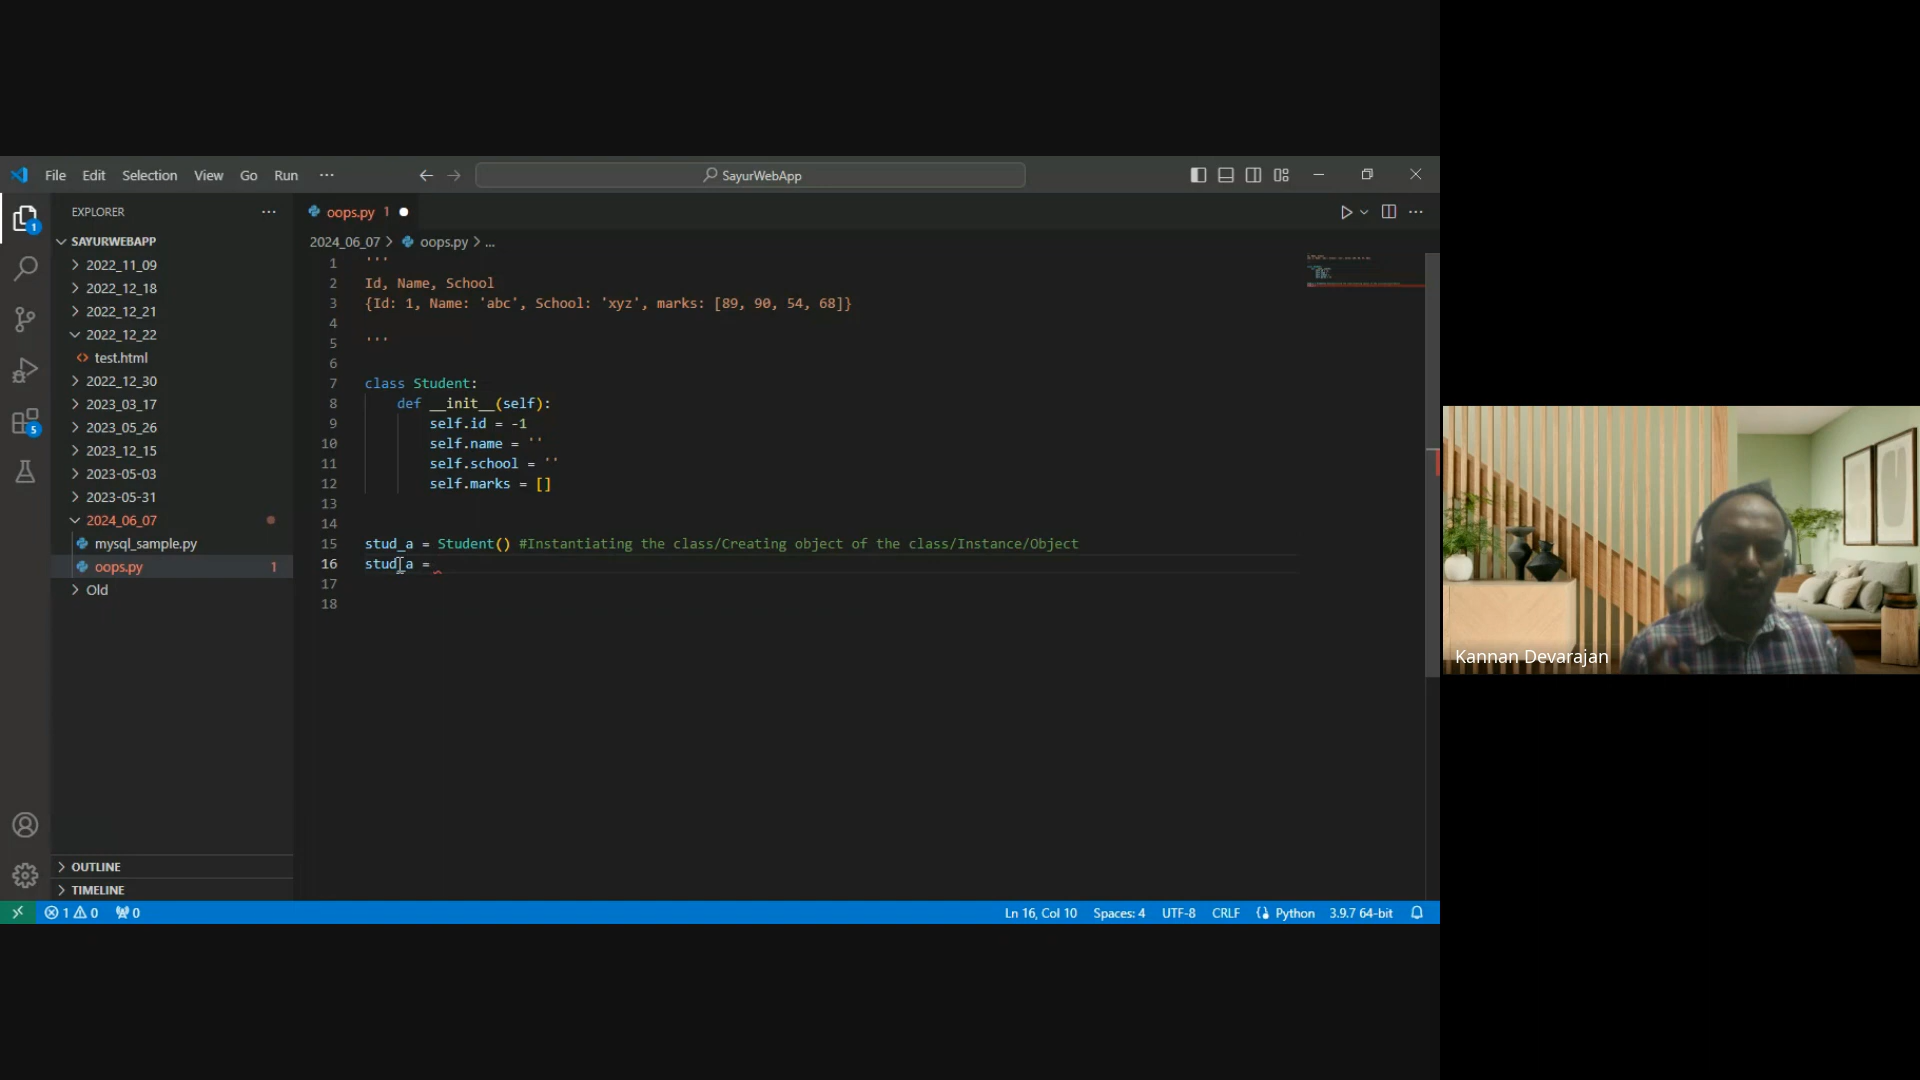 File Edit Selection View Go Run ···
SayurWebApp
EXPLORER
oops.py 1
SAYURWEBAPP
2024_06_07 > oops.py > ...
2022_11_09
2022_12_18
2022_12_21
2022_12_22
test.html
2022_12_30
2023_03_17
2023_05_26
2023_12_15
2023-05-03
2023-05-31
2024_06_07
mysql_sample.py
oops.py 1
Old
OUTLINE
TIMELINE
1
5
1 '''
2 Id, Name, School
3 {Id: 1, Name: 'abc', School: 'xyz', marks: [89, 90, 54, 68]}
4
5 '''
6
7 class Student:
8 def __init__(self):
9 self.id = -1
10 self.name = ''
11 self.school = ''
12 self.marks = []
13
14
15 stud_a = Student() #Instantiating the class/Creating object of the class/Instance/Object
16 stud_a =
17
18
1 0 0
Ln 16, Col 10 Spaces: 4 UTF-8 CRLF Python 3.9.7 64-bit
Kannan Devarajan